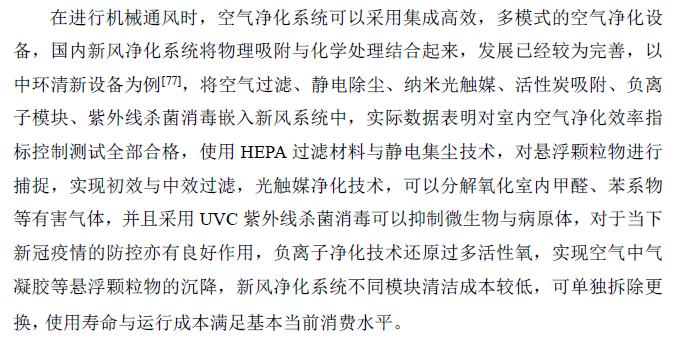 在进行机械通风时，空气净化系统可以采用集成高效，多模式的空气净化设
备，国内新风净化系统将物理吸附与化学处理结合起来，发展已经较为完善，以
中环清新设备为例[77]，将空气过滤、静电除尘、纳米光触媒、活性炭吸附、负离
子模块、紫外线杀菌消毒嵌入新风系统中，实际数据表明对室内空气净化效率指
标控制测试全部合格，使用 HEPA 过滤材料与静电集尘技术，对悬浮颗粒物进行
捕捉，实现初效与中效过滤，光触媒净化技术，可以分解氧化室内甲醛、苯系物
等有害气体，并且采用 UVC 紫外线杀菌消毒可以抑制微生物与病原体，对于当下
新冠疫情的防控亦有良好作用，负离子净化技术还原过多活性氧，实现空气中气
凝胶等悬浮颗粒物的沉降，新风净化系统不同模块清洁成本较低，可单独拆除更
换，使用寿命与运行成本满足基本当前消费水平。